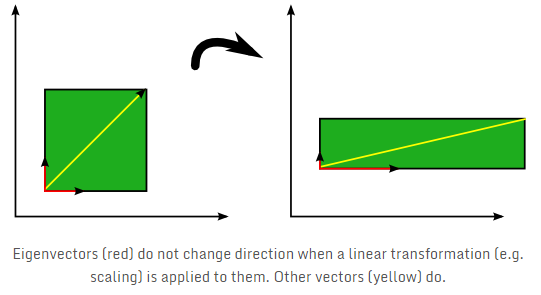 Eigenvectors (red) do not change direction when a linear transformation (e.g.
scaling) is applied to them. Other vectors (yellow) do.